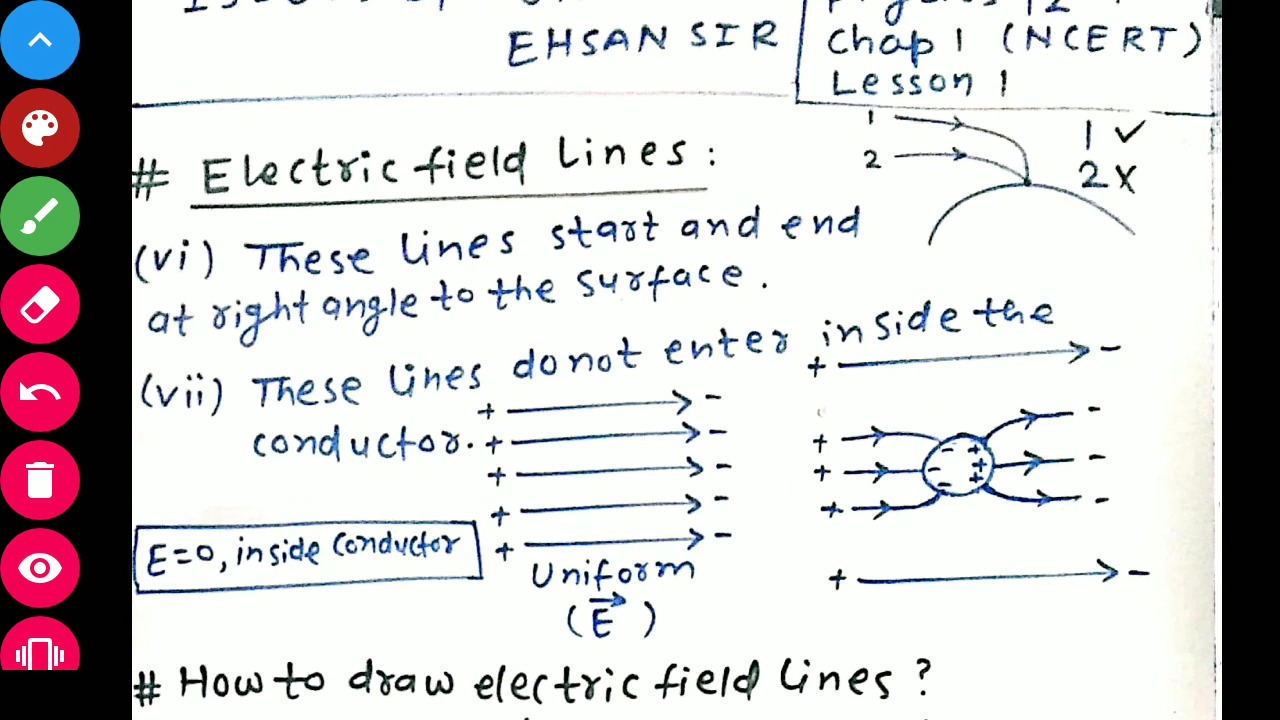 EHSAN SIR
Chap 1 (NCERT)
Lesson 1
# Electric field Lines:
1
2
1 ✓
2 x
(vi) These lines start and end
at right angle to the surface.
(vii) These lines do not enter inside the
conductor.
+ -
+ -
+ -
+ -
+ -
+ -
+ - + -
+ - + -
+ - + -
+ -
E=0, inside conductor
Uniform
(E)
# How to draw electric field lines?